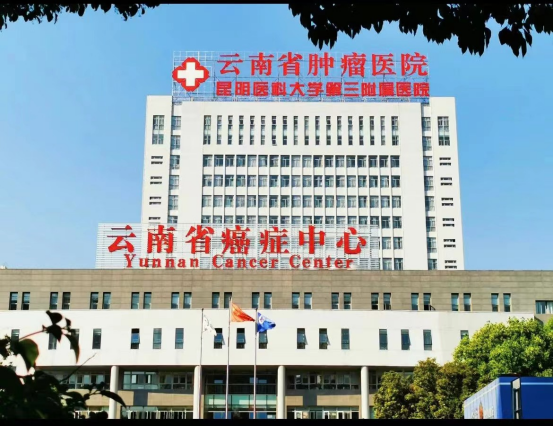 云南省肿瘤医院
昆明医科大学第三附属医院
云南省癌症中心
Yunnan Cancer Center